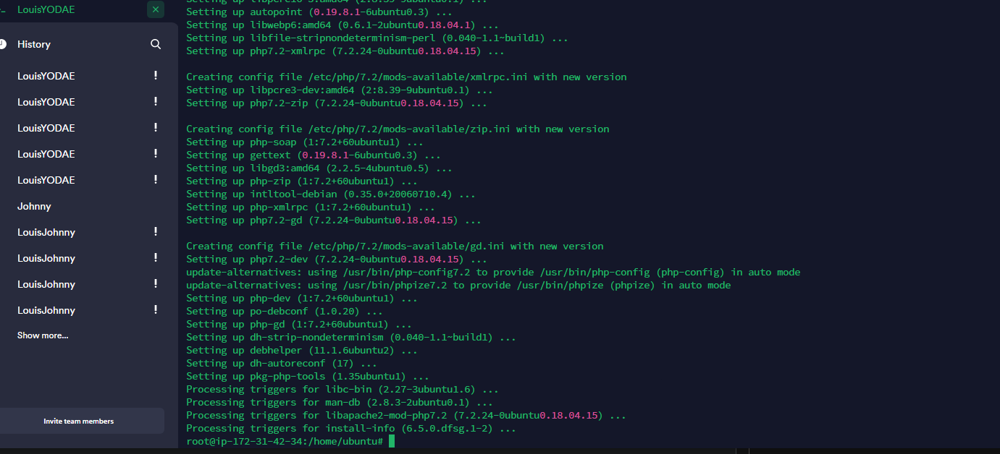 LouisYODAE
History
LouisYODAE !
LouisYODAE !
LouisYODAE !
LouisYODAE !
LouisYODAE !
Johnny
LouisJohnny !
LouisJohnny !
LouisJohnny !
LouisJohnny !
Show more...
Invite team members
Setting up autopoint (0.19.8.1-6ubuntu0.3) ...
Setting up libwebp6:amd64 (0.6.1-2ubuntu0.18.04.1) ...
Setting up libfile-stripnondeterminism-perl (0.040-1.1~build1) ...
Setting up php7.2-xmlrpc (7.2.24-0ubuntu0.18.04.15) ...
Creating config file /etc/php/7.2/mods-available/xmlrpc.ini with new version
Setting up libpcre3-dev:amd64 (2:8.39-9ubuntu0.1) ...
Setting up php7.2-zip (7.2.24-0ubuntu0.18.04.15) ...
Creating config file /etc/php/7.2/mods-available/zip.ini with new version
Setting up php-soap (1:7.2+60ubuntu1) ...
Setting up gettext (0.19.8.1-6ubuntu0.3) ...
Setting up libgd3:amd64 (2.2.5-4ubuntu0.5) ...
Setting up php-zip (1:7.2+60ubuntu1) ...
Setting up intltool-debian (0.35.0+20060710.4) ...
Setting up php-xmlrpc (1:7.2+60ubuntu1) ...
Setting up php7.2-gd (7.2.24-0ubuntu0.18.04.15) ...
Creating config file /etc/php/7.2/mods-available/gd.ini with new version
Setting up php7.2-dev (7.2.24-0ubuntu0.18.04.15) ...
update-alternatives: using /usr/bin/php-config7.2 to provide /usr/bin/php-config (php-config) in auto mode
update-alternatives: using /usr/bin/phpize7.2 to provide /usr/bin/phpize (phpize) in auto mode
Setting up php-dev (1:7.2+60ubuntu1) ...
Setting up po-debconf (1.0.20) ...
Setting up php-gd (1:7.2+60ubuntu1) ...
Setting up dh-strip-nondeterminism (0.040-1.1~build1) ...
Setting up debhelper (11.1.6ubuntu2) ...
Setting up dh-autoreconf (17) ...
Setting up pkg-php-tools (1.35ubuntu1) ...
Processing triggers for libc-bin (2.27-3ubuntu1.6) ...
Processing triggers for man-db (2.8.3-2ubuntu0.1) ...
Processing triggers for libapache2-mod-php7.2 (7.2.24-0ubuntu0.18.04.15) ...
Processing triggers for install-info (6.5.0.dfsg.1-2) ...
root@ip-172-31-42-34:/home/ubuntu#